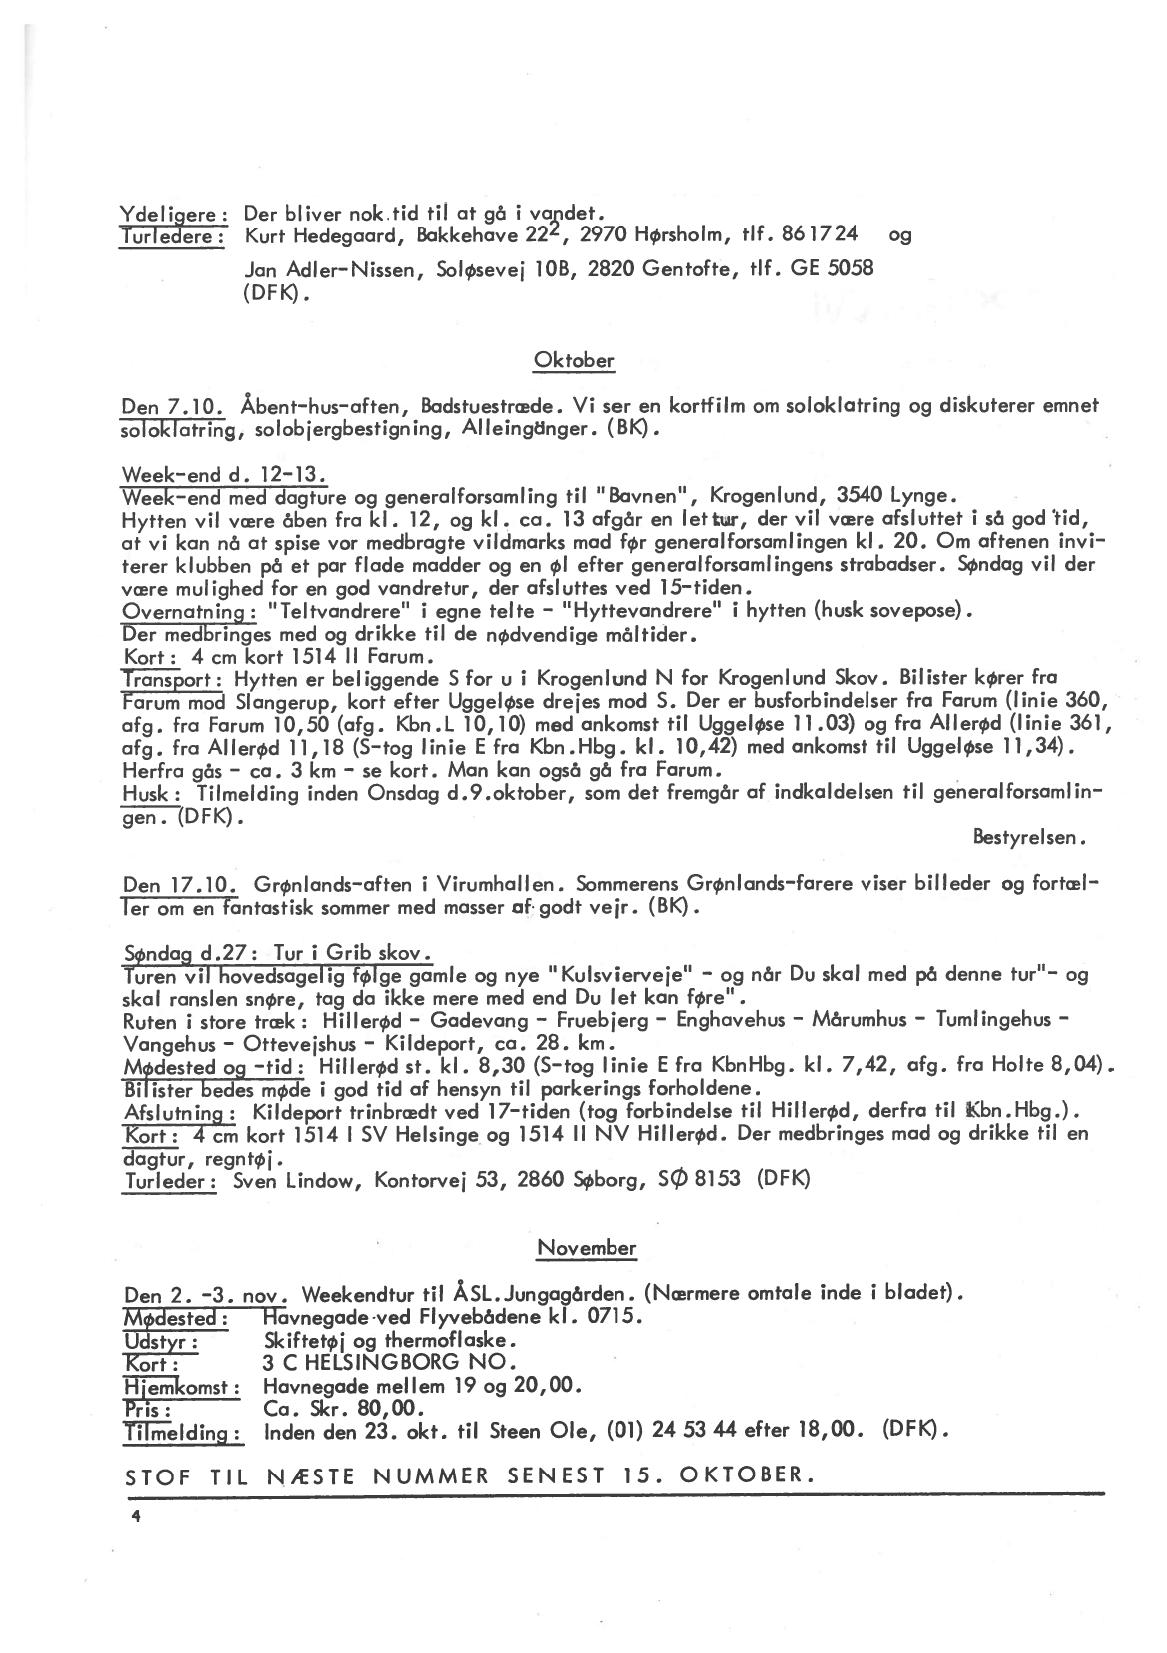 Ydeligere : Der bliver nok tid til at gå i vandet.
Turledere : Kurt Hedegaard, Bakkehave 22², 2970 Hørsholm, tlf. 861724 og
Jan Adler-Nissen, Soløsevej 10B, 2820 Gentofte, tlf. GE 5058
(DFK).
Oktober
Den 7.10. Åbent-hus-aften, Badstuestræde. Vi ser en kortfilm om soloklatring og diskuterer emnet
soloklatring, solobjergbestigning, Alleingänger. (BK).
Week-end d. 12-13.
Week-end med dagture og generalforsamling til "Bavnen", Krogenlund, 3540 Lynge.
Hytten vil være åben fra kl. 12, og kl. ca. 13 afgår en let tur, der vil være afsluttet i så god tid,
at vi kan nå at spise vor medbragte vildmarks mad før generalforsamlingen kl. 20. Om aftenen invi-
terer klubben på et par flade madder og en øl efter generalforsamlingens strabadser. Søndag vil der
være mulighed for en god vandretur, der afsluttes ved 15-tiden.
Overnatning : "Teltvandrere" i egne telte - "Hyttevandrere" i hytten (husk sovepose).
Der medbringes med og drikke til de nødvendige måltider.
Kort : 4 cm kort 1514 II Farum.
Transport : Hytten er beliggende S for u i Krogenlund N for Krogenlund Skov. Bilister kører fra
Farum mod Slangerup, kort efter Uggeløse drejes mod S. Der er busforbindelser fra Farum (linie 360,
afg. fra Farum 10,50 (afg. Kbn.L 10,10) med ankomst til Uggeløse 11.03) og fra Allerød (linie 361,
afg. fra Allerød 11,18 (S-tog linie E fra Kbn.Hbg. kl. 10,42) med ankomst til Uggeløse 11,34).
Herfra gås - ca. 3 km - se kort. Man kan også gå fra Farum.
Husk : Tilmelding inden Onsdag d.9.oktober, som det fremgår af indkaldelsen til generalforsamlin-
gen. (DFK).
Bestyrelsen.
Den 17.10. Grønlands-aften i Virumhallen. Sommerens Grønlands-farere viser billeder og fortæl-
ler om en fantastisk sommer med masser af godt vejr. (BK).
Søndag d.27 : Tur i Grib skov.
Turen vil hovedsagelig følge gamle og nye "Kulsvierveje" - og når Du skal med på denne tur"- og
skal ranslen snøre, tag da ikke mere med end Du let kan føre".
Ruten i store træk : Hillerød - Gadevang - Fruebjerg - Enghavehus - Mårumhus - Tumlingehus -
Vangehus - Ottevejshus - Kildeport, ca. 28. km.
Mødested og -tid : Hillerød st. kl. 8,30 (S-tog linie E fra KbnHbg. kl. 7,42, afg. fra Holte 8,04).
Bilister bedes møde i god tid af hensyn til parkerings forholdene.
Afslutning : Kildeport trinbrædt ved 17-tiden (tog forbindelse til Hillerød, derfra til Kbn.Hbg.).
Kort : 4 cm kort 1514 I SV Helsinge og 1514 II NV Hillerød. Der medbringes mad og drikke til en
dagtur, regntøj.
Turleder : Sven Lindow, Kontorvej 53, 2860 Søborg, SØ 8153 (DFK)
November
Den 2. -3. nov. Weekendtur til ÅSL.Jungagården. (Nærmere omtale inde i bladet).
Mødested : Havnegade ved Flyvebådene kl. 0715.
Udstyr : Skiftetøj og thermoflaske.
Kort : 3 C HELSINGBORG NO.
Hjemkomst : Havnegade mellem 19 og 20,00.
Pris : Ca. Skr. 80,00.
Tilmelding : Inden den 23. okt. til Steen Ole, (01) 24 53 44 efter 18,00. (DFK).
STOF TIL NÆSTE NUMMER SENEST 15. OKTOBER.
4